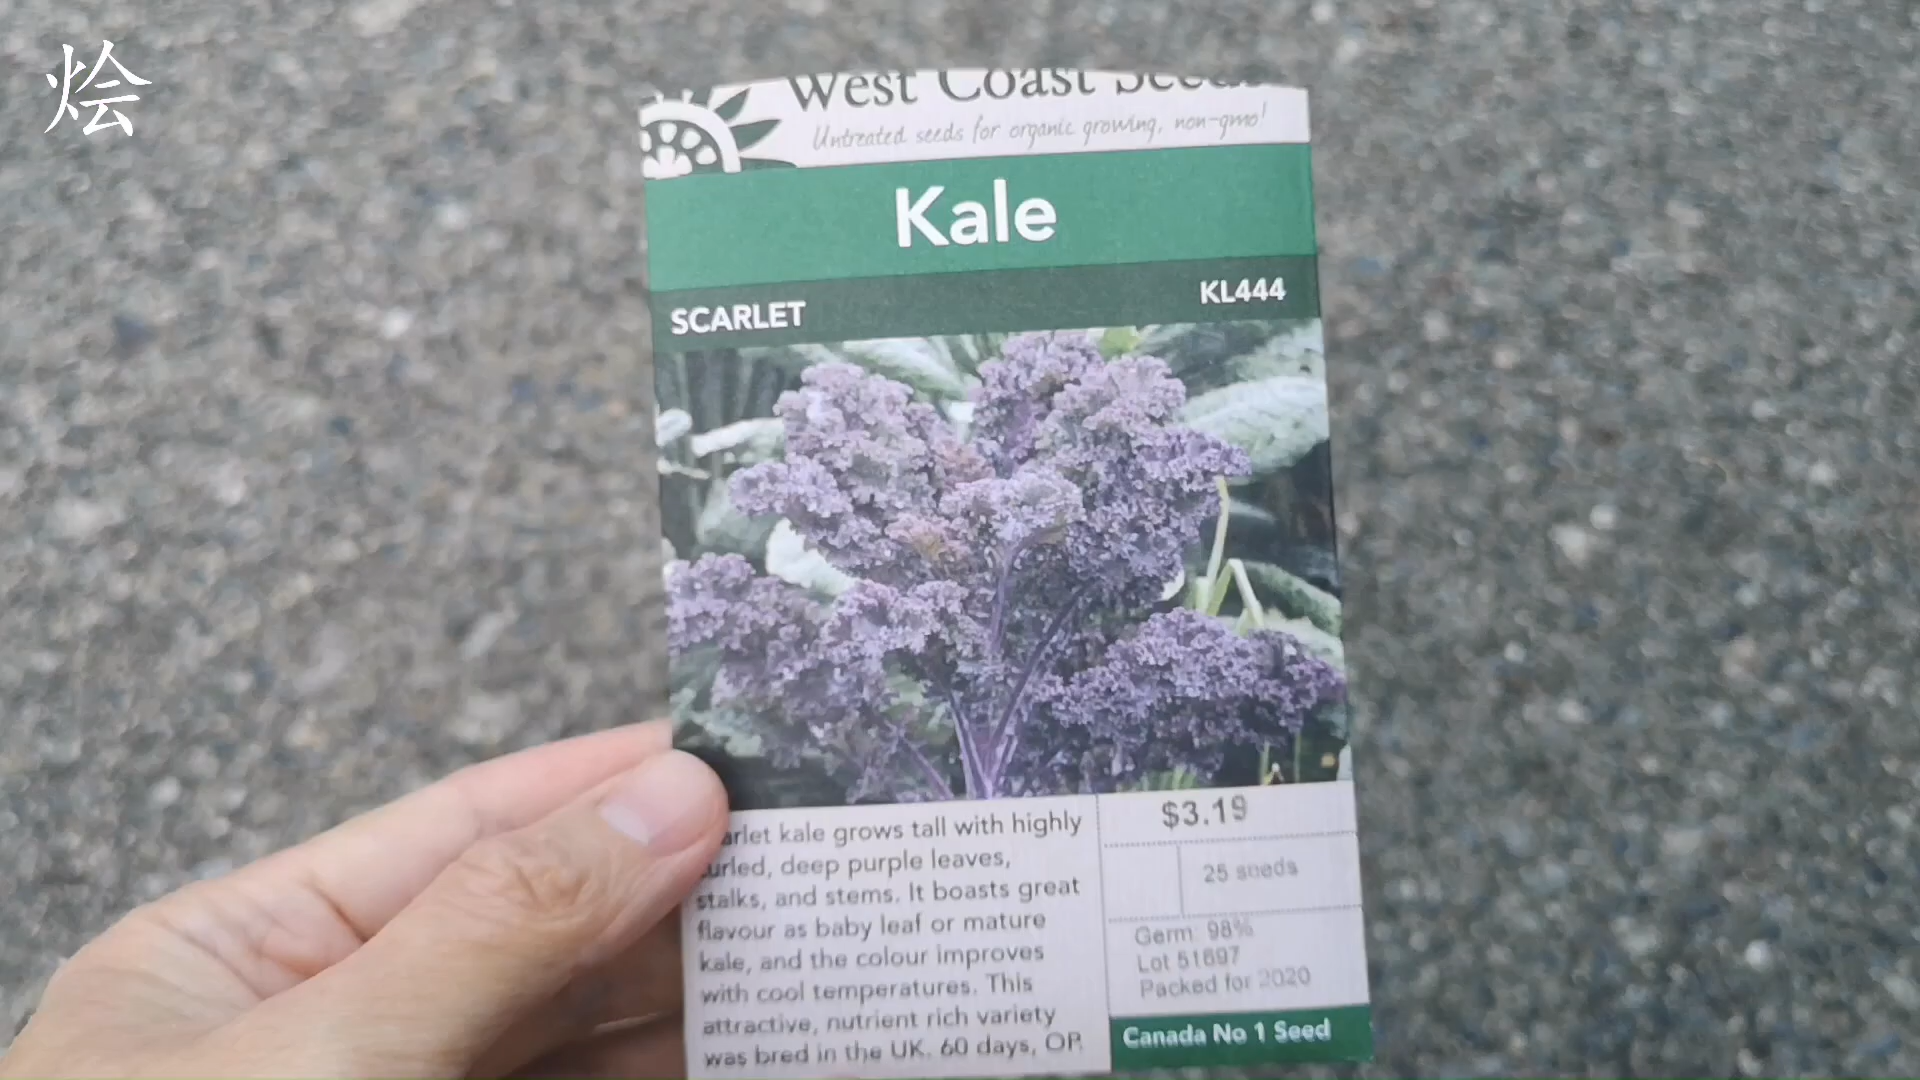 烩
West Coast Seeds
Untreated seeds for organic growing, non-gmo!
Kale
SCARLET
KL444
arlet kale grows tall with highly
urled, deep purple leaves,
stalks, and stems. It boasts great
flavour as baby leaf or mature
kale, and the colour improves
with cool temperatures. This
attractive, nutrient rich variety
was bred in the UK. 60 days, OP.
$3.19
25 seeds
Germ: 98%
Lot 51697
Packed for 2020
Canada No 1 Seed